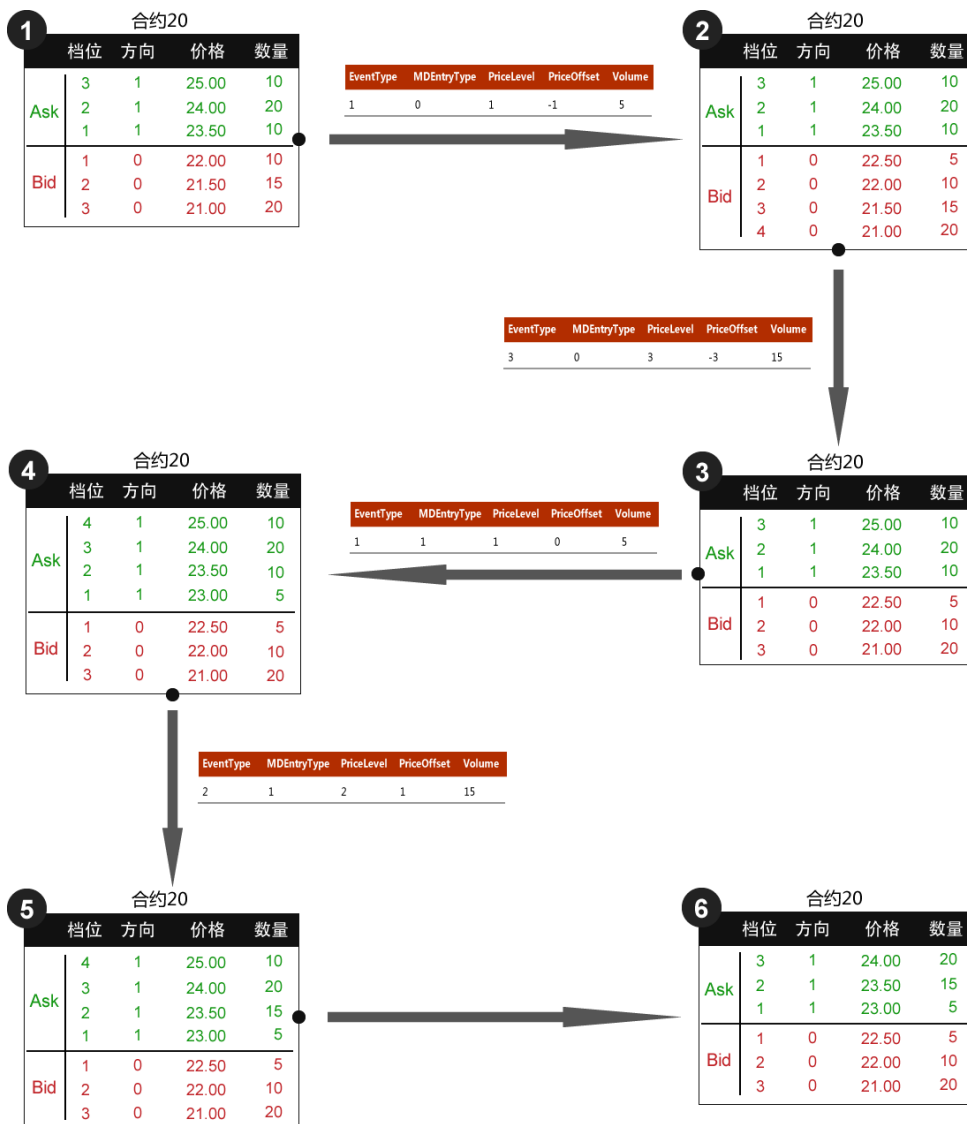 1
合约20
档位 方向 价格 数量
Ask
3 1 25.00 10
2 1 24.00 20
1 1 23.50 10
Bid
1 0 22.00 10
2 0 21.50 15
3 0 21.00 20
EventType MDEntryType PriceLevel PriceOffset Volume
1 0 1 -1 5
2
合约20
档位 方向 价格 数量
Ask
3 1 25.00 10
2 1 24.00 20
1 1 23.50 10
Bid
1 0 22.50 5
2 0 22.00 10
3 0 21.50 15
4 0 21.00 20
EventType MDEntryType PriceLevel PriceOffset Volume
3 0 3 -3 15
3
合约20
档位 方向 价格 数量
Ask
3 1 25.00 10
2 1 24.00 20
1 1 23.50 10
Bid
1 0 22.50 5
2 0 22.00 10
3 0 21.00 20
EventType MDEntryType PriceLevel PriceOffset Volume
1 1 1 0 5
4
合约20
档位 方向 价格 数量
Ask
4 1 25.00 10
3 1 24.00 20
2 1 23.50 10
1 1 23.00 5
Bid
1 0 22.50 5
2 0 22.00 10
3 0 21.00 20
EventType MDEntryType PriceLevel PriceOffset Volume
2 1 2 1 15
5
合约20
档位 方向 价格 数量
Ask
4 1 25.00 10
3 1 24.00 20
2 1 23.50 15
1 1 23.00 5
Bid
1 0 22.50 5
2 0 22.00 10
3 0 21.00 20
6
合约20
档位 方向 价格 数量
Ask
3 1 24.00 20
2 1 23.50 15
1 1 23.00 5
Bid
1 0 22.50 5
2 0 22.00 10
3 0 21.00 20